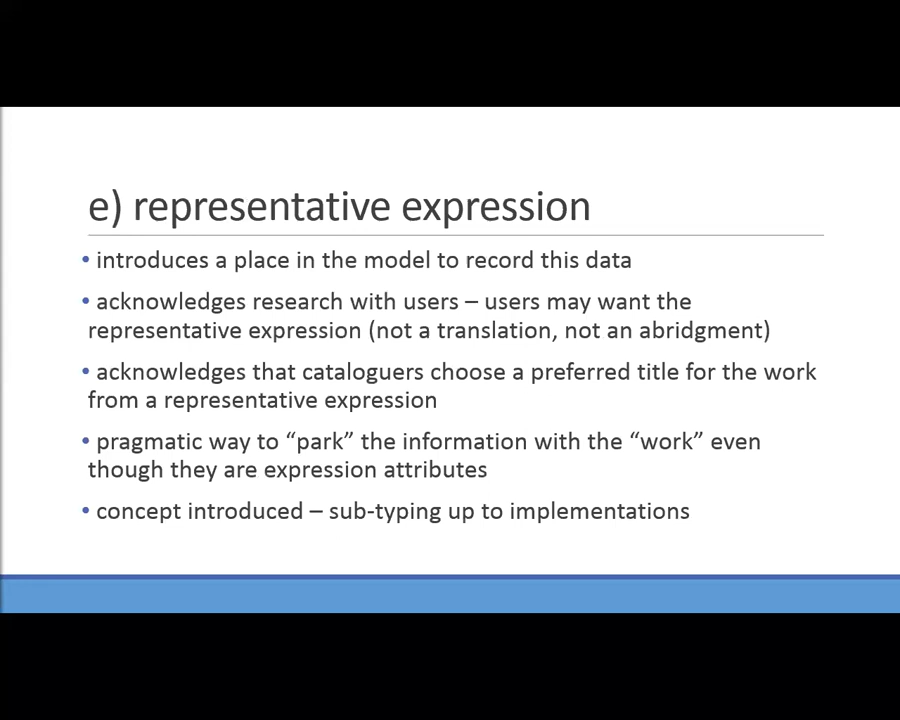 e) representative expression
• introduces a place in the model to record this data
• acknowledges research with users – users may want the
representative expression (not a translation, not an abridgment)
• acknowledges that cataloguers choose a preferred title for the work
from a representative expression
• pragmatic way to “park” the information with the “work” even
though they are expression attributes
• concept introduced – sub-typing up to implementations